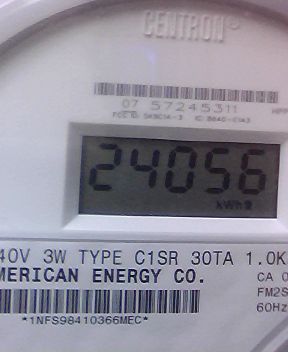 CENTRON®
07 57245311
24056
kWh
40V 3W TYPE C1SR 30TA 1.0K
MERICAN ENERGY CO.
CA 0
FM2S
60Hz
*1NFS98410366MEC*